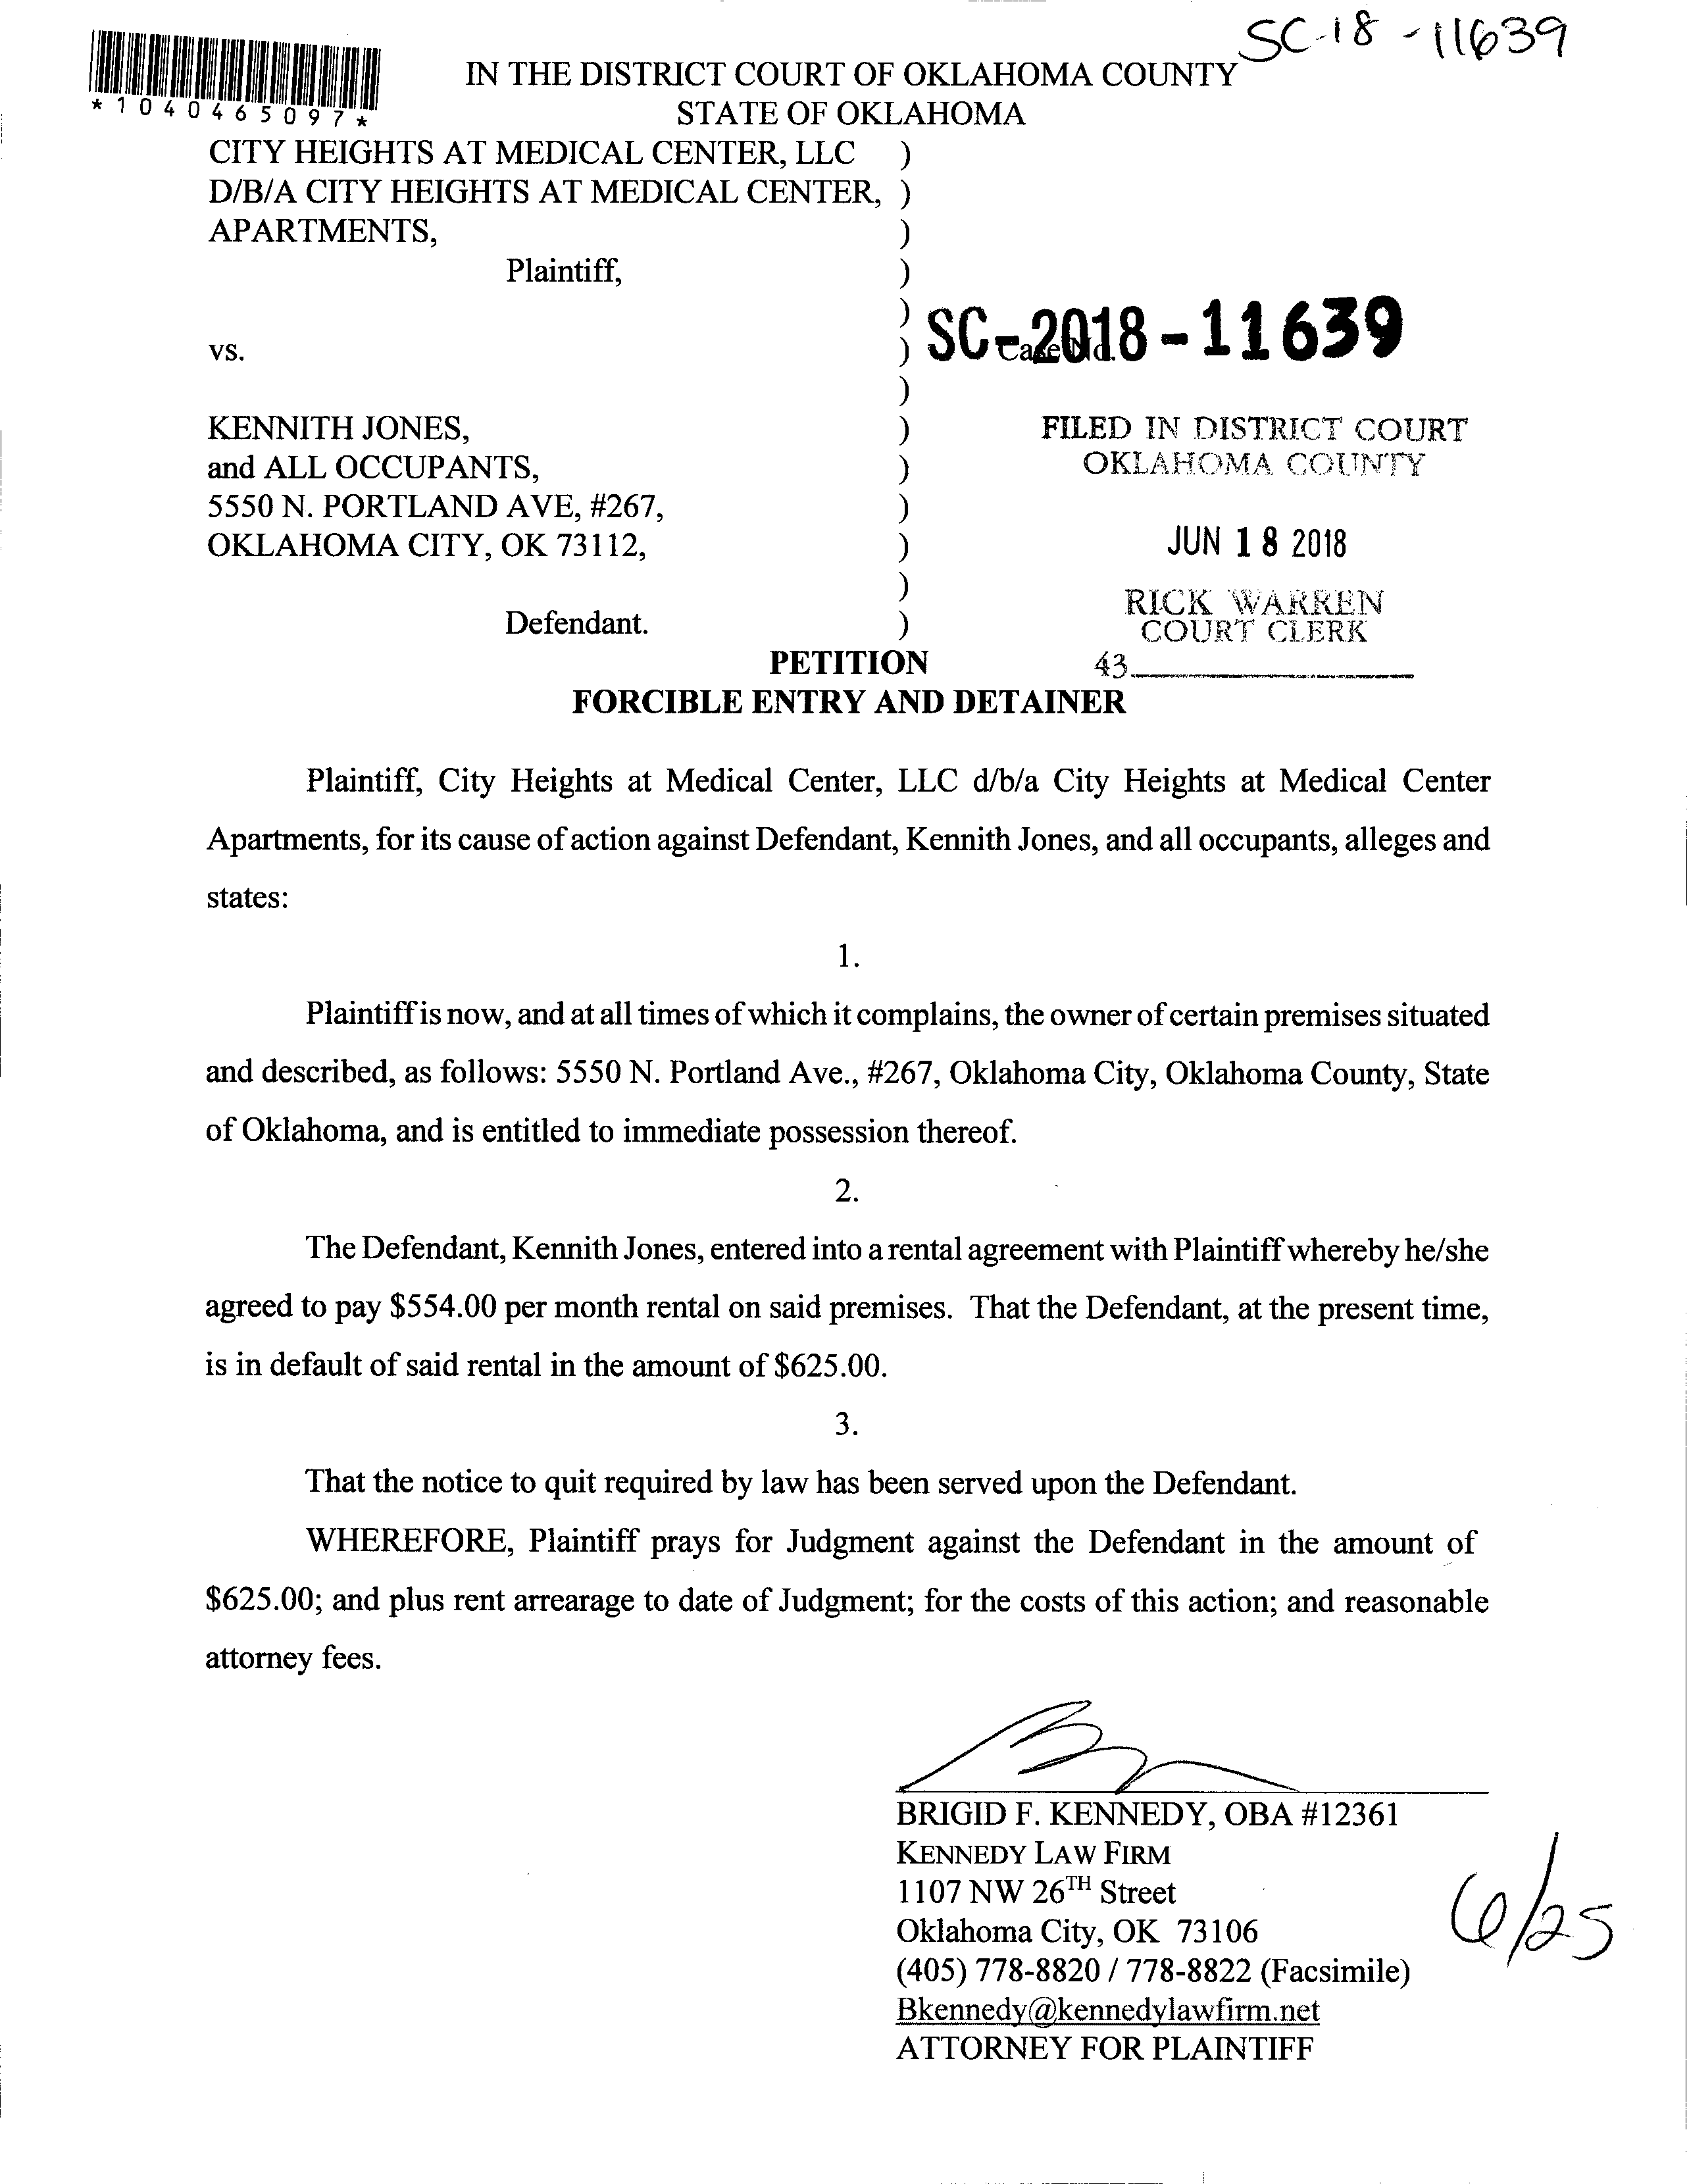 SC-18-11639
*1040465097*
IN THE DISTRICT COURT OF OKLAHOMA COUNTY
STATE OF OKLAHOMA
CITY HEIGHTS AT MEDICAL CENTER, LLC )
D/B/A CITY HEIGHTS AT MEDICAL CENTER, )
APARTMENTS, )
Plaintiff, )
)
vs. ) Case No. SC-2018-11639
)
KENNITH JONES, ) FILED IN DISTRICT COURT
and ALL OCCUPANTS, ) OKLAHOMA COUNTY
5550 N. PORTLAND AVE, #267, )
OKLAHOMA CITY, OK 73112, ) JUN 18 2018
)
RICK WARREN
Defendant. ) COURT CLERK
PETITION 43
FORCIBLE ENTRY AND DETAINER
Plaintiff, City Heights at Medical Center, LLC d/b/a City Heights at Medical Center
Apartments, for its cause of action against Defendant, Kennith Jones, and all occupants, alleges and
states:
1.
Plaintiff is now, and at all times of which it complains, the owner of certain premises situated
and described, as follows: 5550 N. Portland Ave., #267, Oklahoma City, Oklahoma County, State
of Oklahoma, and is entitled to immediate possession thereof.
2.
The Defendant, Kennith Jones, entered into a rental agreement with Plaintiff whereby he/she
agreed to pay $554.00 per month rental on said premises. That the Defendant, at the present time,
is in default of said rental in the amount of $625.00.
3.
That the notice to quit required by law has been served upon the Defendant.
WHEREFORE, Plaintiff prays for Judgment against the Defendant in the amount of
$625.00; and plus rent arrearage to date of Judgment; for the costs of this action; and reasonable
attorney fees.
BRIGID F. KENNEDY, OBA #12361
KENNEDY LAW FIRM
1107 NW 26TH Street
Oklahoma City, OK 73106
(405) 778-8820 / 778-8822 (Facsimile)
Bkennedy@kennedylawfirm.net
ATTORNEY FOR PLAINTIFF
6/25